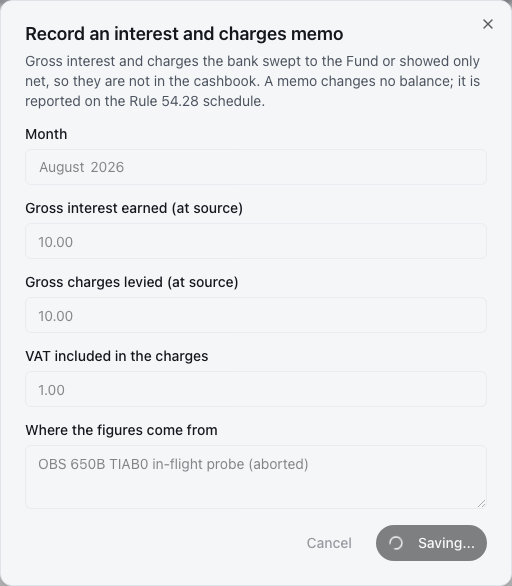 Record an interest and charges memo
Gross interest and charges the bank swept to the Fund or showed only
net, so they are not in the cashbook. A memo changes no balance; it is
reported on the Rule 54.28 schedule.
Month
August 2026
Gross interest earned (at source)
10.00
Gross charges levied (at source)
10.00
VAT included in the charges
1.00
Where the figures come from
OBS 650B TIAB0 in-flight probe (aborted)
Cancel
Saving...